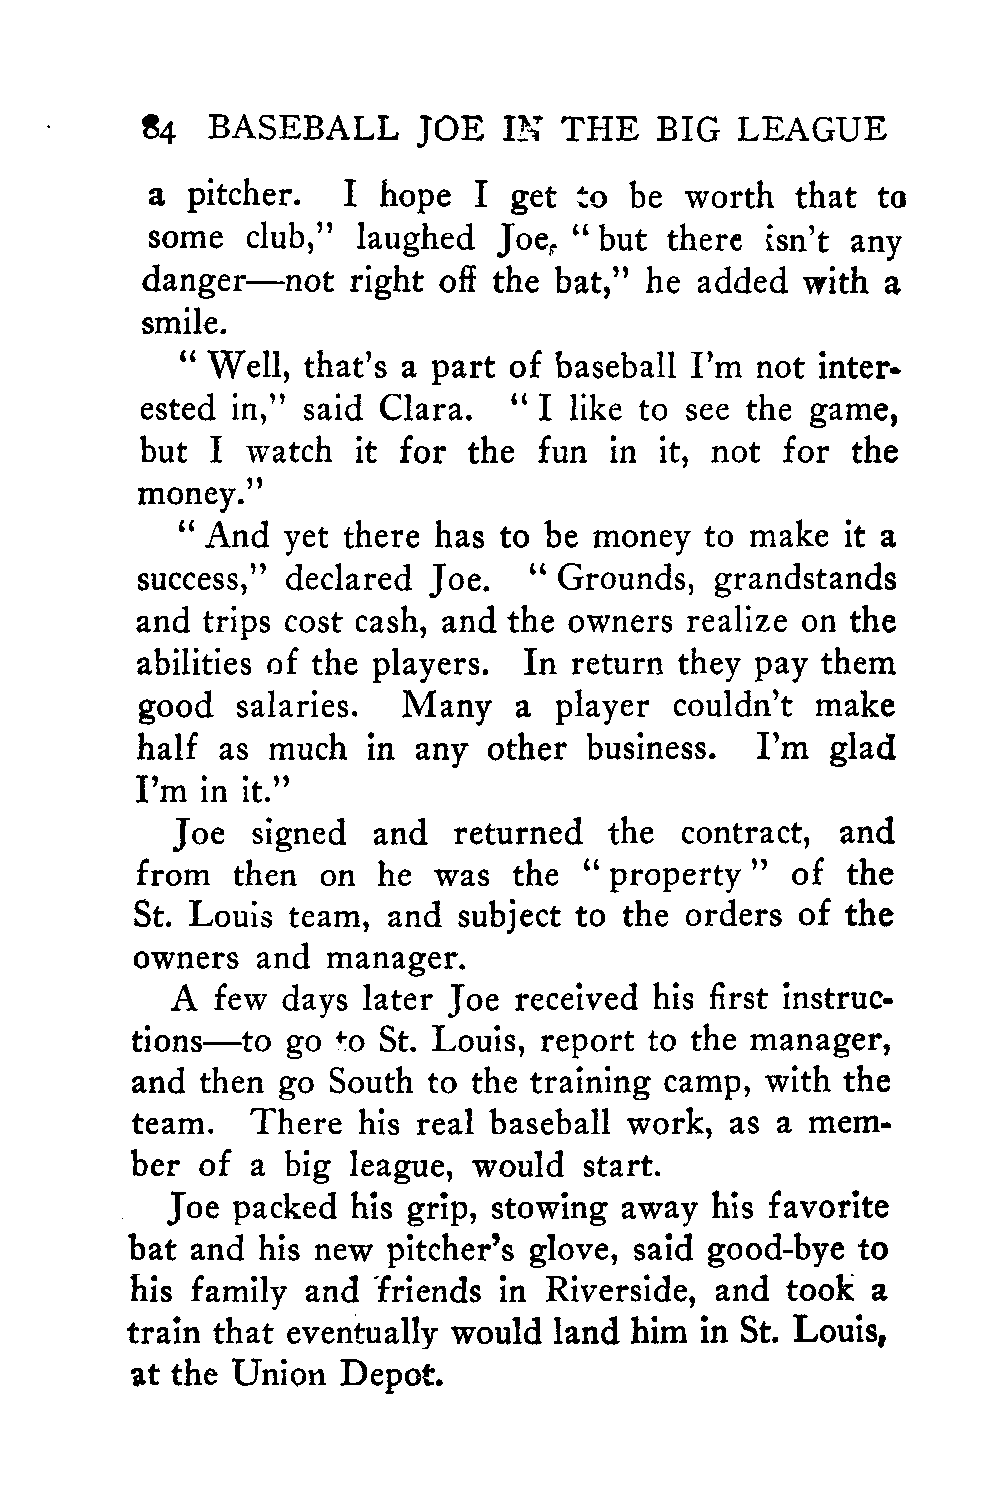 84 BASEBALL JOE IN THE BIG LEAGUE
a pitcher. I hope I get to be worth that to
some club," laughed Joe, "but there isn't any
danger—not right off the bat," he added with a
smile.
"Well, that's a part of baseball I'm not inter-
ested in," said Clara. "I like to see the game,
but I watch it for the fun in it, not for the
money."
"And yet there has to be money to make it a
success," declared Joe. "Grounds, grandstands
and trips cost cash, and the owners realize on the
abilities of the players. In return they pay them
good salaries. Many a player couldn't make
half as much in any other business. I'm glad
I'm in it."
Joe signed and returned the contract, and
from then on he was the "property" of the
St. Louis team, and subject to the orders of the
owners and manager.
A few days later Joe received his first instruc-
tions—to go to St. Louis, report to the manager,
and then go South to the training camp, with the
team. There his real baseball work, as a mem-
ber of a big league, would start.
Joe packed his grip, stowing away his favorite
bat and his new pitcher's glove, said good-bye to
his family and friends in Riverside, and took a
train that eventually would land him in St. Louis,
at the Union Depot.